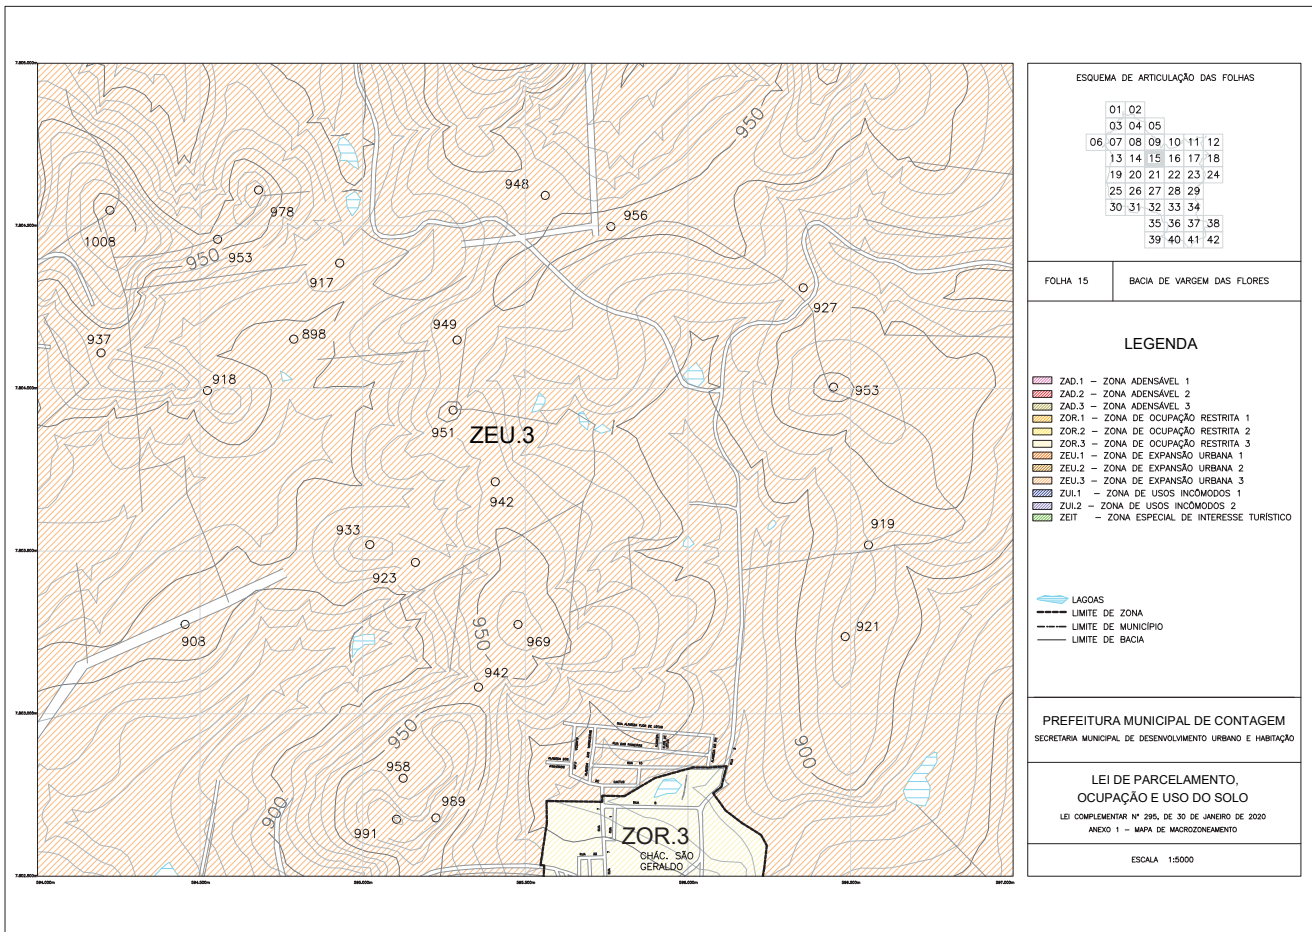 7.805.000m
950
948
978
956
1008
953
950
917
927
949
898
937
918
953
951
ZEU.3
942
919
933
923
908
950
969
921
942
950
900
958
900
989
991
ZOR.3
CHÁC. SÃO
GERALDO
594.000m
597.000m
ESQUEMA DE ARTICULAÇÃO DAS FOLHAS
01 02
03 04 05
06 07 08 09 10 11 12
13 14 15 16 17 18
19 20 21 22 23 24
25 26 27 28 29
30 31 32 33 34
35 36 37 38
39 40 41 42
FOLHA 15
BACIA DE VARGEM DAS FLORES
LEGENDA
ZAD.1 – ZONA ADENSÁVEL 1
ZAD.2 – ZONA ADENSÁVEL 2
ZAD.3 – ZONA ADENSÁVEL 3
ZOR.1 – ZONA DE OCUPAÇÃO RESTRITA 1
ZOR.2 – ZONA DE OCUPAÇÃO RESTRITA 2
ZOR.3 – ZONA DE OCUPAÇÃO RESTRITA 3
ZEU.1 – ZONA DE EXPANSÃO URBANA 1
ZEU.2 – ZONA DE EXPANSÃO URBANA 2
ZEU.3 – ZONA DE EXPANSÃO URBANA 3
ZUI.1 – ZONA DE USOS INCÔMODOS 1
ZUI.2 – ZONA DE USOS INCÔMODOS 2
ZEIT – ZONA ESPECIAL DE INTERESSE TURÍSTICO
LAGOAS
LIMITE DE ZONA
LIMITE DE MUNICÍPIO
LIMITE DE BACIA
PREFEITURA MUNICIPAL DE CONTAGEM
SECRETARIA MUNICIPAL DE DESENVOLVIMENTO URBANO E HABITAÇÃO
LEI DE PARCELAMENTO,
OCUPAÇÃO E USO DO SOLO
LEI COMPLEMENTAR Nº 295, DE 30 DE JANEIRO DE 2020
ANEXO 1 – MAPA DE MACROZONEAMENTO
ESCALA 1:5000